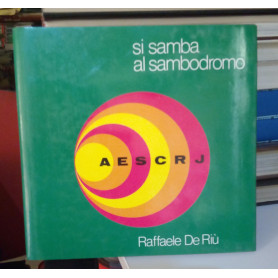 si samba
al sambodromo
AESCRJ
Raffaele De Riù